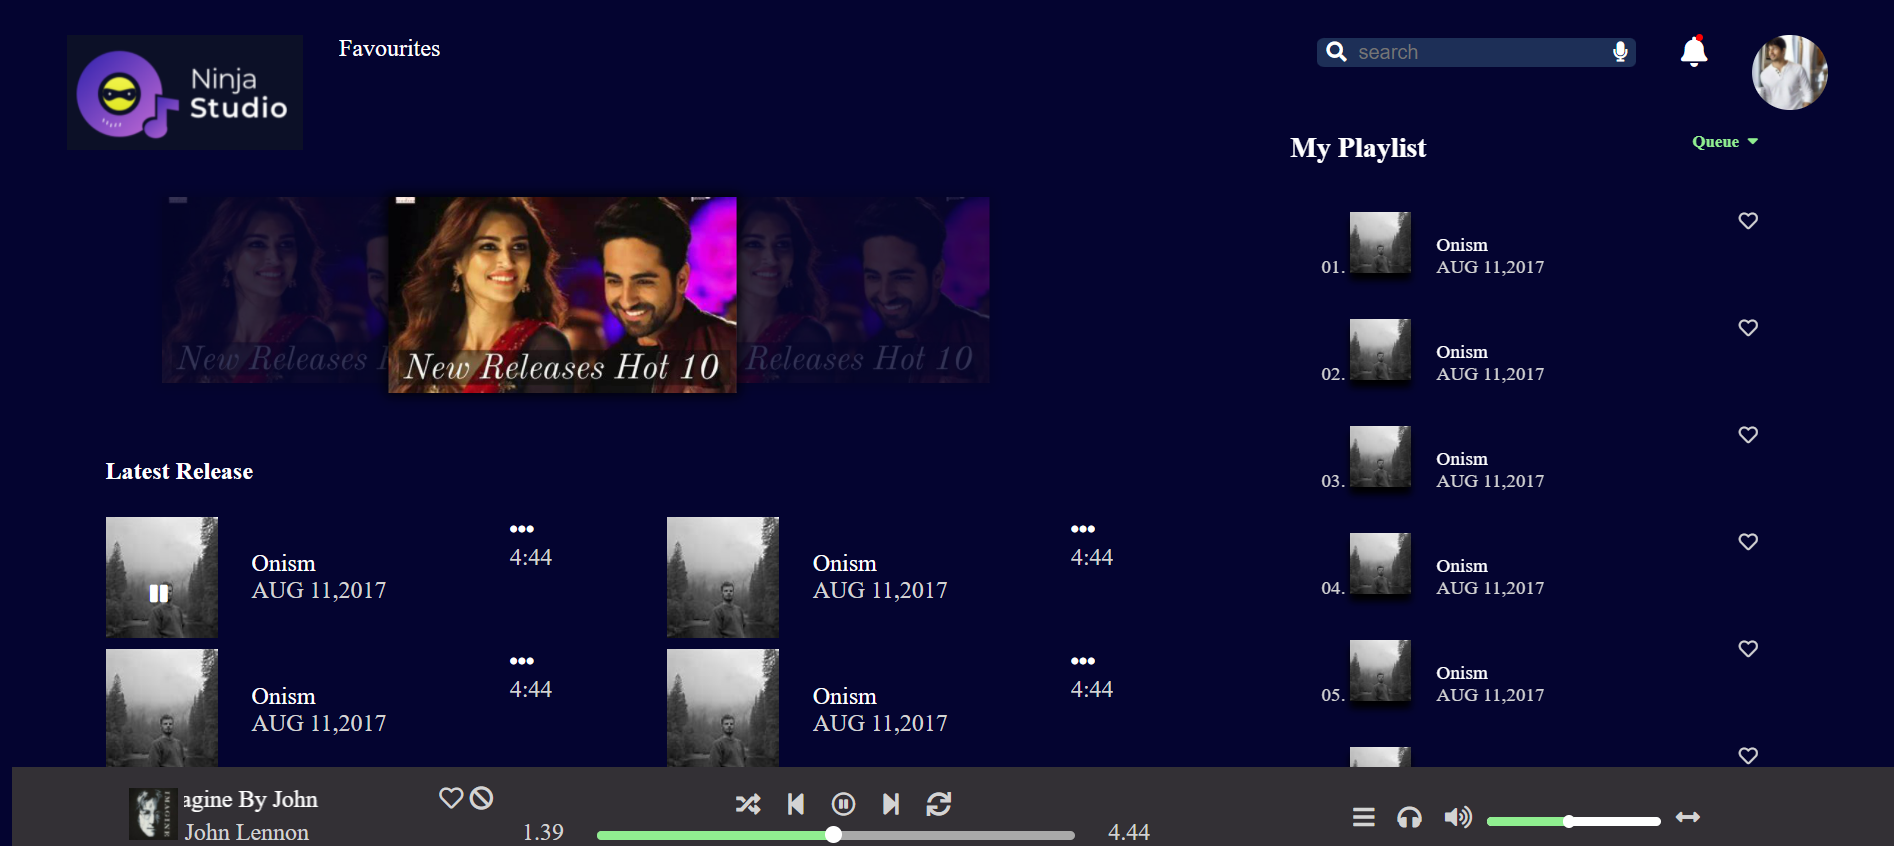 Ninja
Studio
Favourites
search
My Playlist
Queue
New Releases
New Releases Hot 10
Releases Hot 10
01.
Onism
AUG 11,2017
02.
Onism
AUG 11,2017
03.
Onism
AUG 11,2017
04.
Onism
AUG 11,2017
05.
Onism
AUG 11,2017
Latest Release
Onism
AUG 11,2017
4:44
Onism
AUG 11,2017
4:44
Onism
AUG 11,2017
4:44
Onism
AUG 11,2017
4:44
IMAGINE
agine By John
John Lennon
1.39
4.44